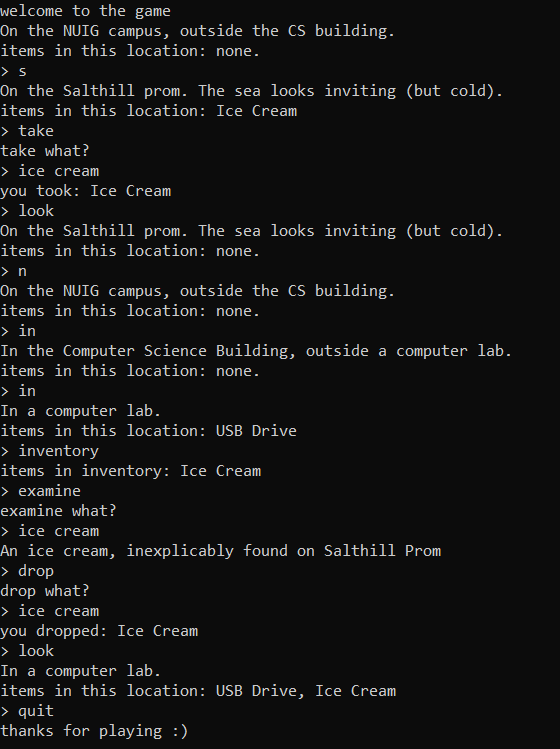 welcome to the game
On the NUIG campus, outside the CS building.
items in this location: none.
> s
On the Salthill prom. The sea looks inviting (but cold).
items in this location: Ice Cream
> take
take what?
> ice cream
you took: Ice Cream
> look
On the Salthill prom. The sea looks inviting (but cold).
items in this location: none.
> n
On the NUIG campus, outside the CS building.
items in this location: none.
> in
In the Computer Science Building, outside a computer lab.
items in this location: none.
> in
In a computer lab.
items in this location: USB Drive
> inventory
items in inventory: Ice Cream
> examine
examine what?
> ice cream
An ice cream, inexplicably found on Salthill Prom
> drop
drop what?
> ice cream
you dropped: Ice Cream
> look
In a computer lab.
items in this location: USB Drive, Ice Cream
> quit
thanks for playing :)